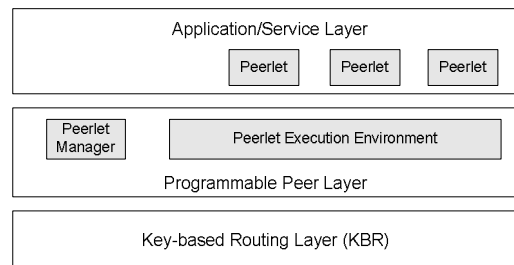 Application/Service Layer
Peerlet
Peerlet
Peerlet
Peerlet
Manager
Peerlet Execution Environment
Programmable Peer Layer
Key-based Routing Layer (KBR)